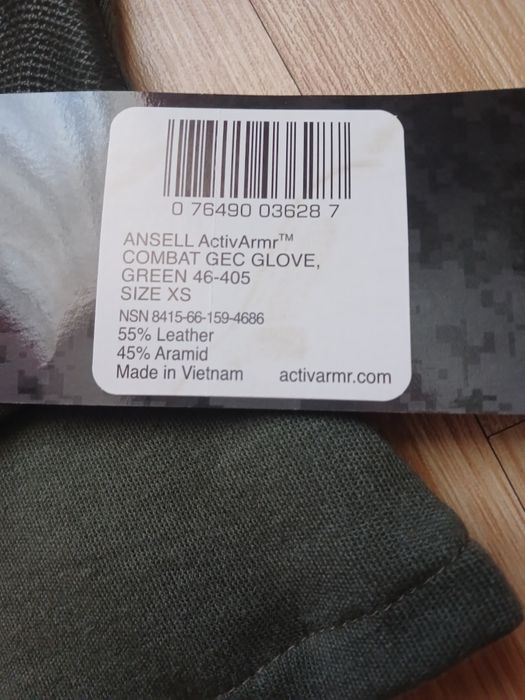 0 76490 03628 7
ANSELL ActivArmr™
COMBAT GEC GLOVE,
GREEN 46-405
SIZE XS
NSN 8415-66-159-4686
55% Leather
45% Aramid
Made in Vietnam activarmr.com